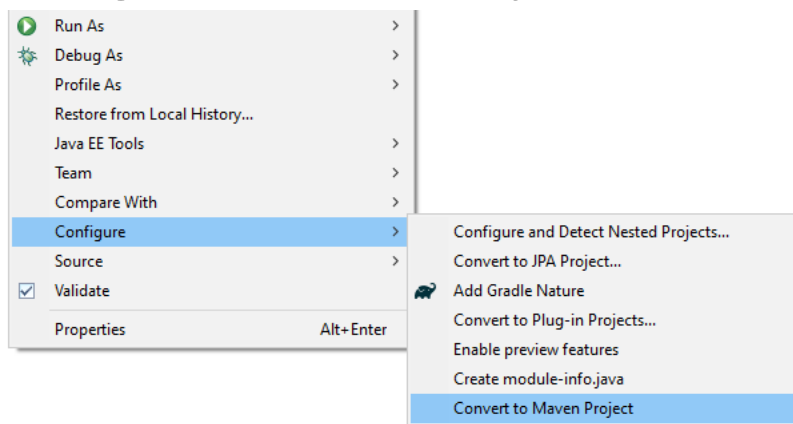 Run As
Debug As
Profile As
Restore from Local History...
Java EE Tools
Team
Compare With
Configure
Source
Validate
Properties Alt+Enter
Configure and Detect Nested Projects...
Convert to JPA Project...
Add Gradle Nature
Convert to Plug-in Projects...
Enable preview features
Create module-info.java
Convert to Maven Project